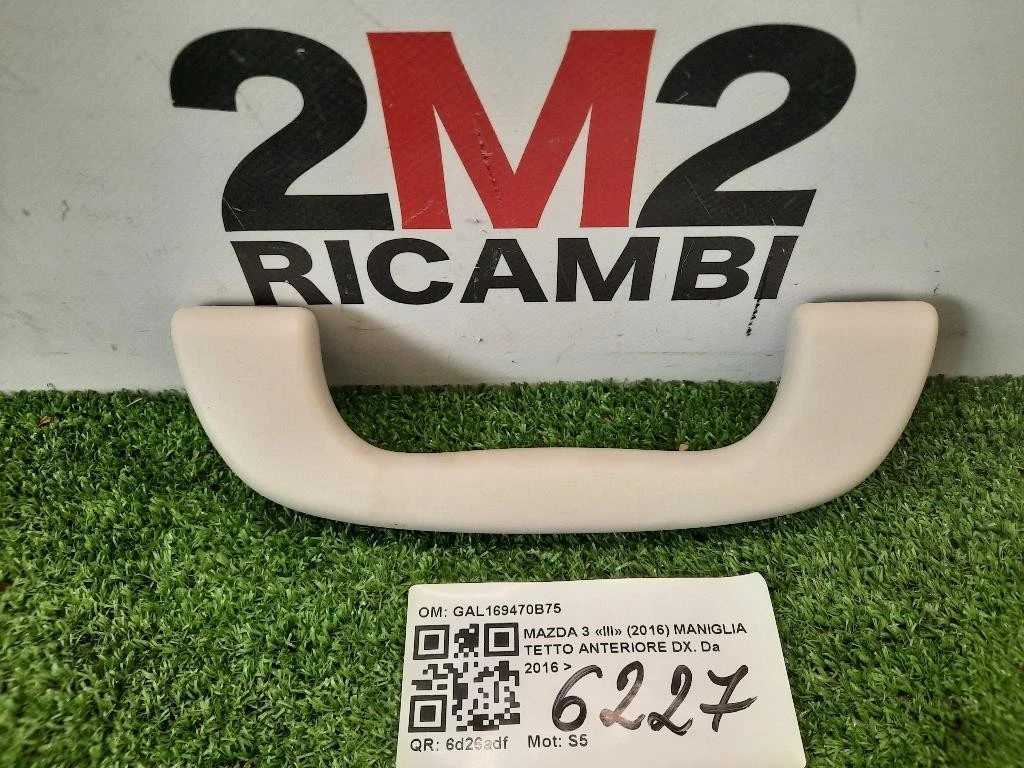 2M2
RICAMBI
OM: GAL169470B75
MAZDA 3 «III» (2016) MANIGLIA
TETTO ANTERIORE DX. Da
2016 >
6227
QR: 6d26adf Mot: S5